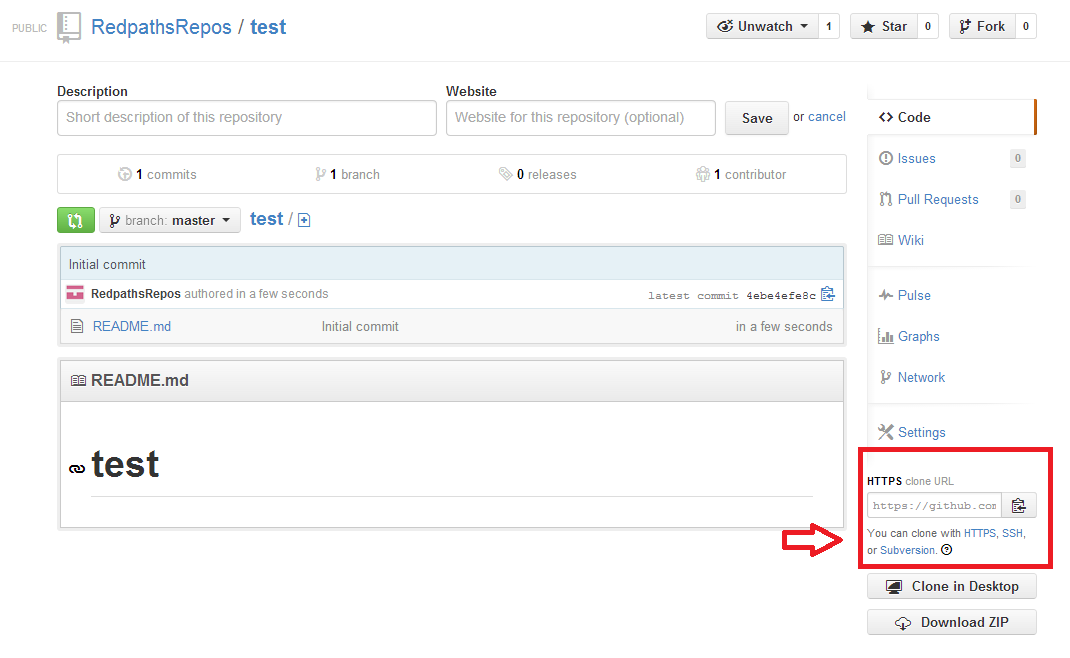 PUBLIC RedpathsRepos / test
Unwatch 1 Star 0 Fork 0
Description
Short description of this repository
Website
Website for this repository (optional)
Save or cancel
1 commits 1 branch 0 releases 1 contributor
branch: master test /
Initial commit
RedpathsRepos authored in a few seconds latest commit 4ebe4efe8c
README.md Initial commit in a few seconds
README.md
test
Code
Issues 0
Pull Requests 0
Wiki
Pulse
Graphs
Network
Settings
HTTPS clone URL
https://github.com
You can clone with HTTPS, SSH,
or Subversion.
Clone in Desktop
Download ZIP